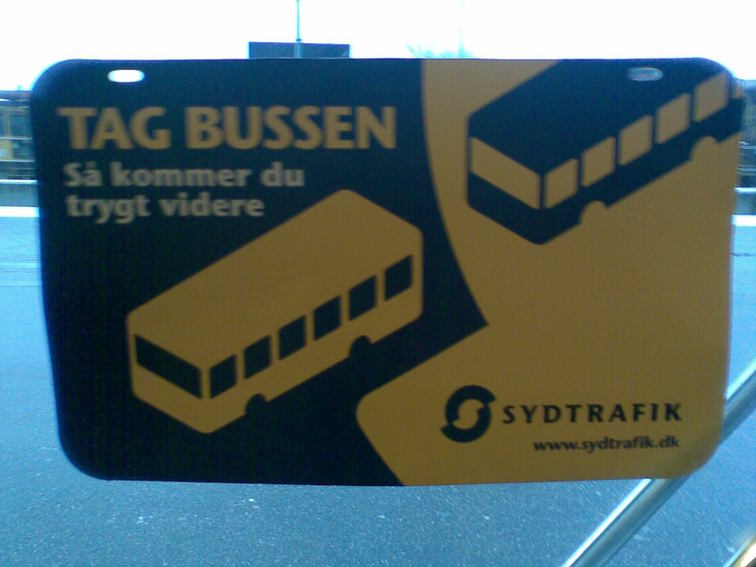 TAG BUSSEN
Så kommer du
trygt videre
SYDTRAFIK
www.sydtrafik.dk